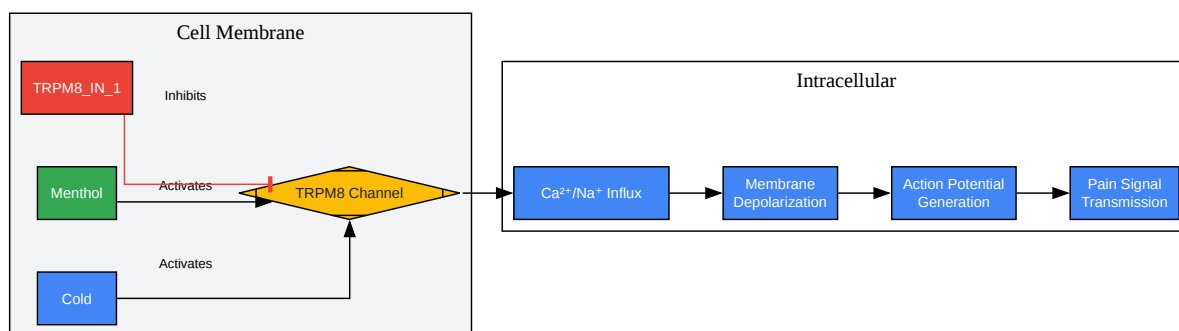 Cell Membrane
TRPM8_IN_1
Inhibits
Menthol
Activates
TRPM8 Channel
Cold
Activates
Intracellular
Ca²⁺/Na⁺ Influx
Membrane
Depolarization
Action Potential
Generation
Pain Signal
Transmission